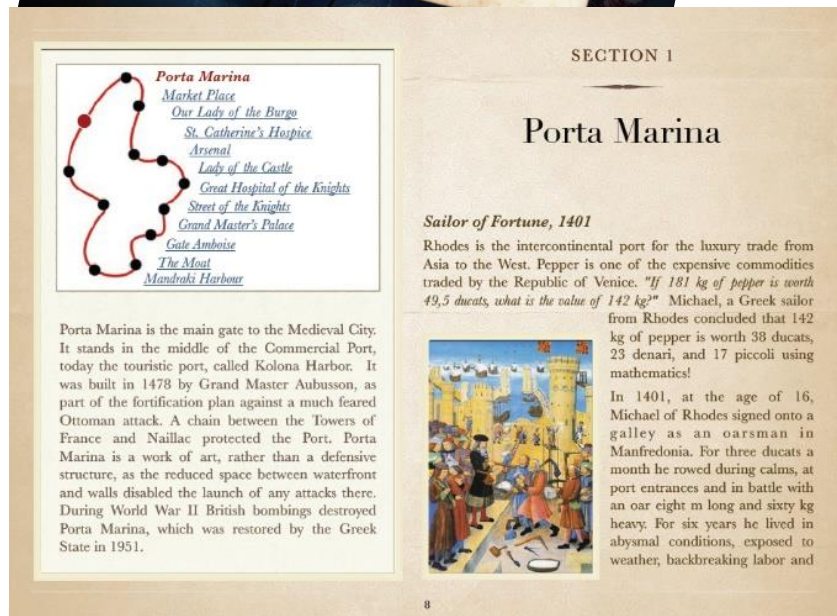 Porta Marina
Market Place
Our Lady of the Burgo
St. Catherine's Hospice
Arsenal
Lady of the Castle
Great Hospital of the Knights
Street of the Knights
Grand Master's Palace
Gate Amboise
The Moat
Mandraki Harbour
Porta Marina is the main gate to the Medieval City.
It stands in the middle of the Commercial Port,
today the touristic port, called Kolona Harbor. It
was built in 1478 by Grand Master Aubusson, as
part of the fortification plan against a much feared
Ottoman attack. A chain between the Towers of
France and Naillac protected the Port. Porta
Marina is a work of art, rather than a defensive
structure, as the reduced space between waterfront
and walls disabled the launch of any attacks there.
During World War II British bombings destroyed
Porta Marina, which was restored by the Greek
State in 1951.
SECTION 1
Porta Marina
Sailor of Fortune, 1401
Rhodes is the intercontinental port for the luxury trade from
Asia to the West. Pepper is one of the expensive commodities
traded by the Republic of Venice. "If 181 kg of pepper is worth
49,5 ducats, what is the value of 142 kg?" Michael, a Greek sailor
from Rhodes concluded that 142
kg of pepper is worth 38 ducats,
23 denari, and 17 piccoli using
mathematics!
In 1401, at the age of 16,
Michael of Rhodes signed onto a
galley as an oarsman in
Manfredonia. For three ducats a
month he rowed during calms, at
port entrances and in battle with
an oar eight m long and sixty kg
heavy. For six years he lived in
abysmal conditions, exposed to
weather, backbreaking labor and
8